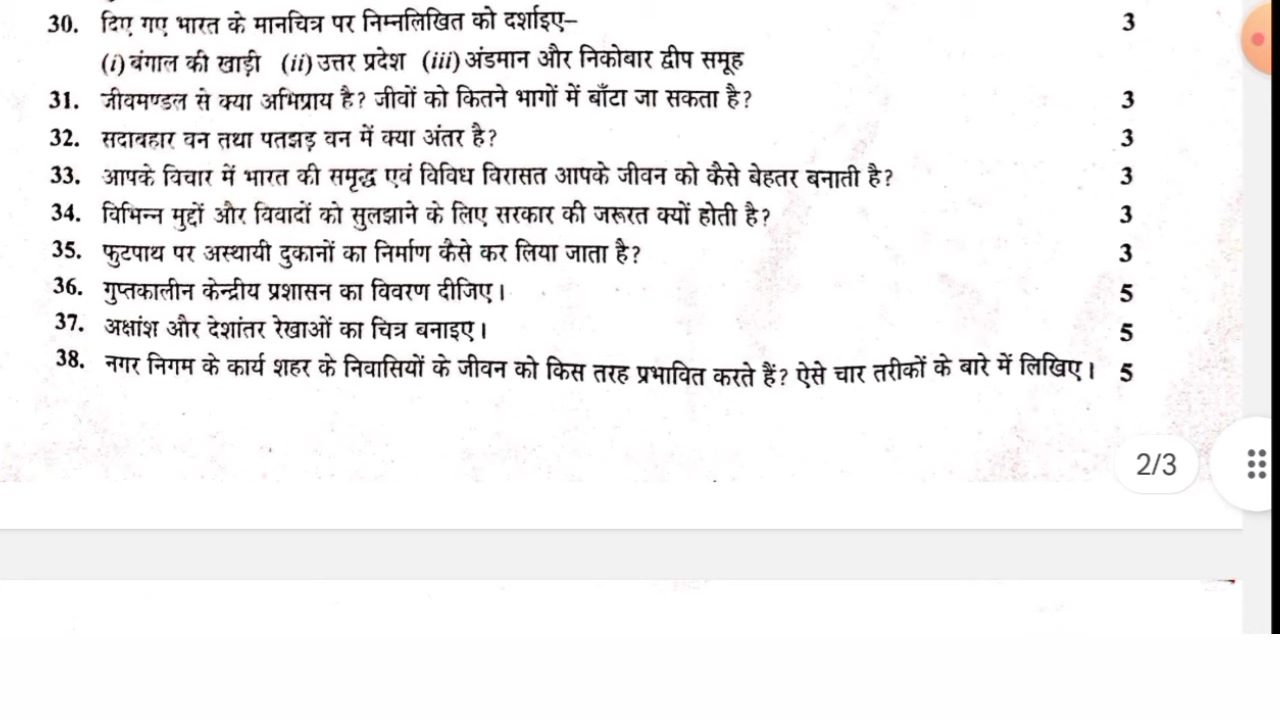 30. दिए गए भारत के मानचित्र पर निम्नलिखित को दर्शाइए– 3
(i) बंगाल की खाड़ी (ii) उत्तर प्रदेश (iii) अंडमान और निकोबार द्वीप समूह
31. जीवमण्डल से क्या अभिप्राय है? जीवों को कितने भागों में बाँटा जा सकता है? 3
32. सदाबहार वन तथा पतझड़ वन में क्या अंतर है? 3
33. आपके विचार में भारत की समृद्ध एवं विविध विरासत आपके जीवन को कैसे बेहतर बनाती है? 3
34. विभिन्न मुद्दों और विवादों को सुलझाने के लिए सरकार की जरूरत क्यों होती है? 3
35. फुटपाथ पर अस्थायी दुकानों का निर्माण कैसे कर लिया जाता है? 3
36. गुप्तकालीन केन्द्रीय प्रशासन का विवरण दीजिए। 5
37. अक्षांश और देशांतर रेखाओं का चित्र बनाइए। 5
38. नगर निगम के कार्य शहर के निवासियों के जीवन को किस तरह प्रभावित करते हैं? ऐसे चार तरीकों के बारे में लिखिए। 5
2/3